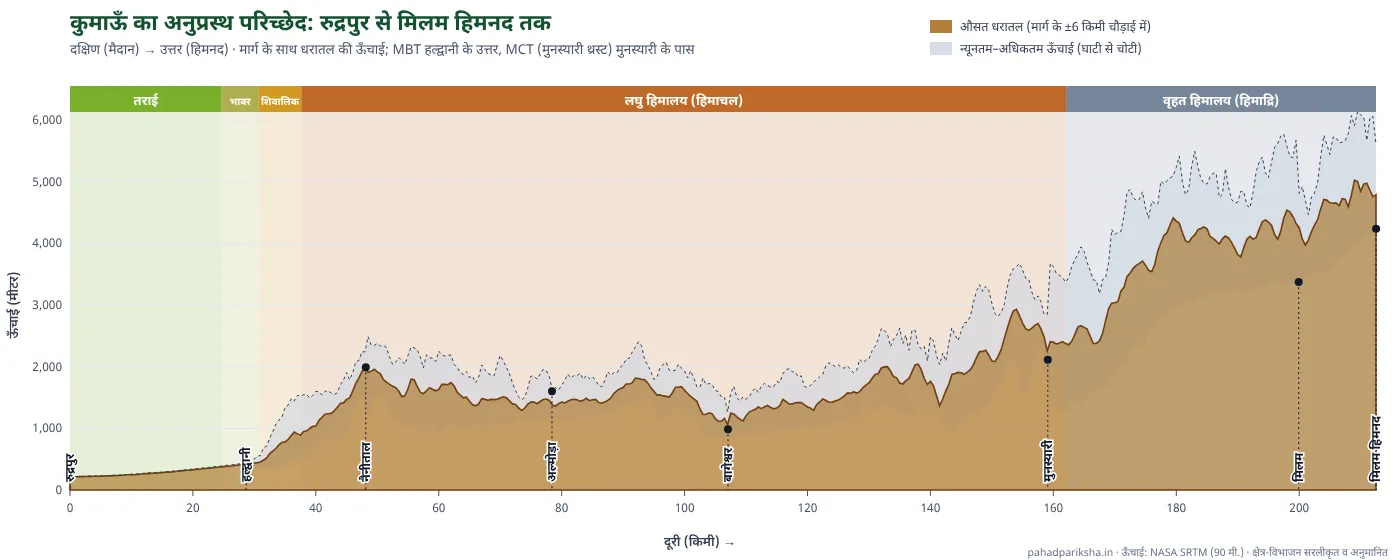 कुमाऊँ का अनुप्रस्थ परिच्छेद: रुद्रपुर से मिलम हिमनद तक
दक्षिण (मैदान) → उत्तर (हिमनद) · मार्ग के साथ धरातल की ऊँचाई; MBT हल्द्वानी के उत्तर, MCT (मुनस्यारी थ्रस्ट) मुनस्यारी के पास
औसत धरातल (मार्ग के ±6 किमी चौड़ाई में)
न्यूनतम–अधिकतम ऊँचाई (घाटी से चोटी)
तराई भाबर शिवालिक लघु हिमालय (हिमाचल) वृहत हिमालय (हिमाद्रि)
6,000
5,000
4,000
3,000
2,000
1,000
0
ऊँचाई (मीटर)
रुद्रपुर हल्द्वानी नैनीताल अल्मोड़ा बागेश्वर मुनस्यारी मिलम मिलम हिमनद
0 20 40 60 80 100 120 140 160 180 200
दूरी (किमी) →
pahadpariksha.in · ऊँचाई: NASA SRTM (90 मी.) · क्षेत्र-विभाजन सरलीकृत व अनुमानित